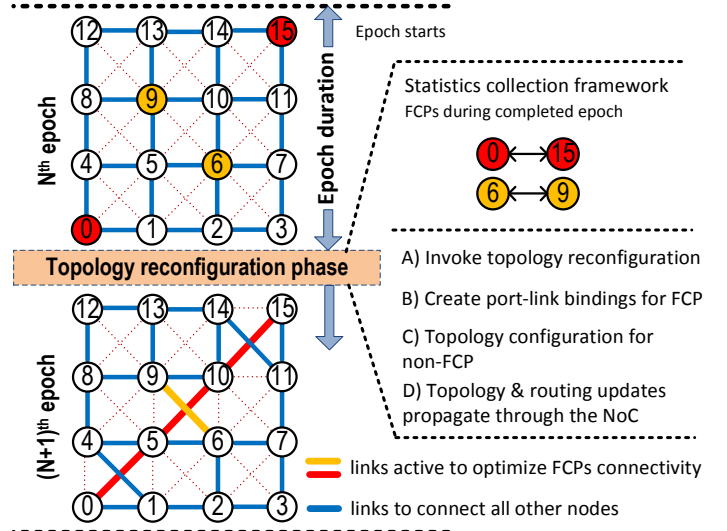 12 13 14 15
Epoch starts
8 9 10 11
4 5 6 7
0 1 2 3
Nth epoch
Epoch duration
Statistics collection framework
FCPs during completed epoch
0 15
6 9
Topology reconfiguration phase
A) Invoke topology reconfiguration
B) Create port-link bindings for FCP
C) Topology configuration for
non-FCP
D) Topology & routing updates
propagate through the NoC
12 13 14 15
8 9 10 11
4 5 6 7
0 1 2 3
(N+1)th epoch
links active to optimize FCPs connectivity
links to connect all other nodes